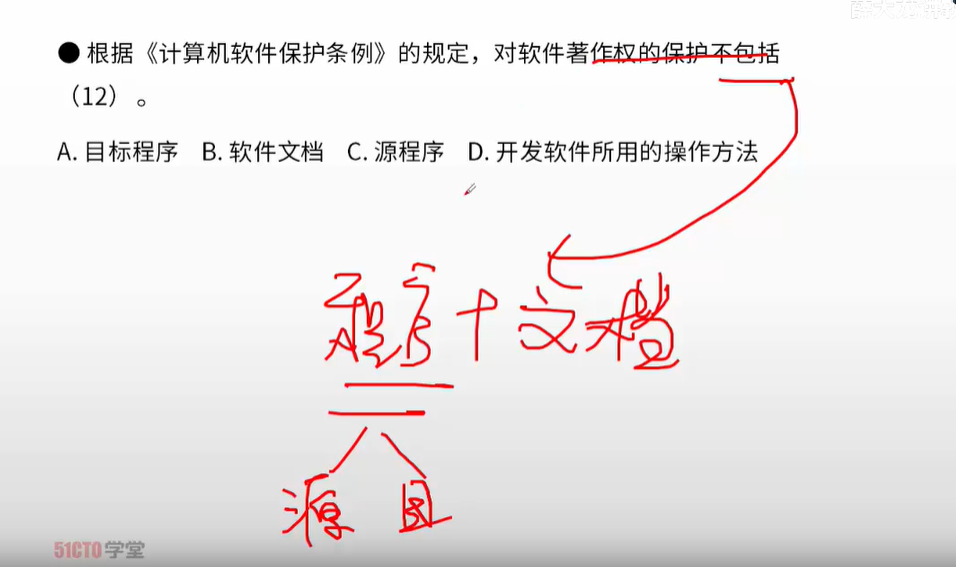 ● 根据《计算机软件保护条例》的规定，对软件著作权的保护不包括
（12）。
A. 目标程序 B. 软件文档 C. 源程序 D. 开发软件所用的操作方法
程序+文档
源 目
51CTO学堂